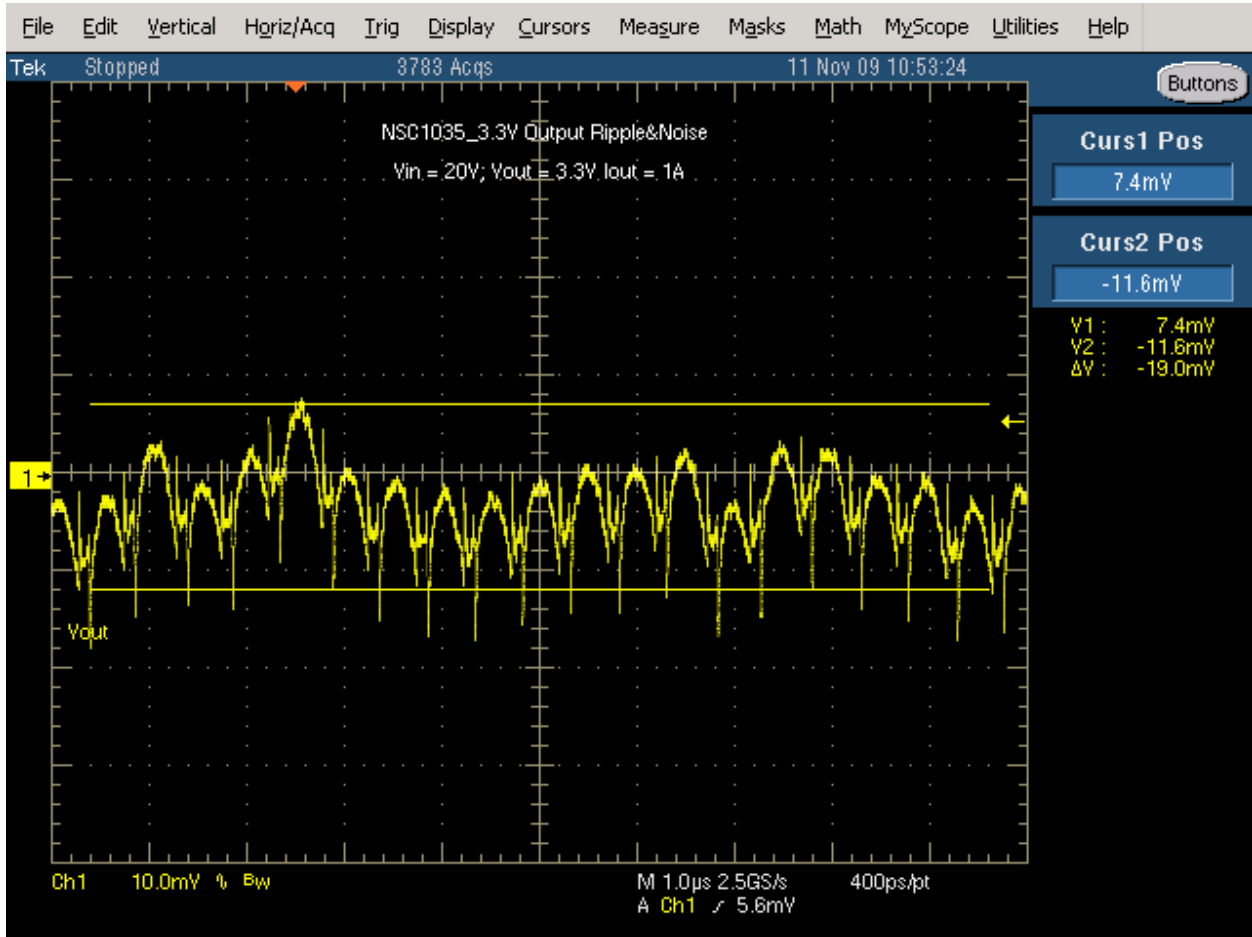 File Edit Vertical Horiz/Acq Trig Display Cursors Measure Masks Math MyScope Utilities Help
Tek Stopped 3783 Acqs 11 Nov 09 10:53:24
Buttons
NSC1035_3.3V Output Ripple&Noise
Vin = 20V; Vout = 3.3V Iout = 1A
Curs1 Pos
7.4mV
Curs2 Pos
-11.6mV
V1 : 7.4mV
V2 : -11.6mV
ΔV : -19.0mV
1
Vout
Ch1 10.0mV ∿ Bw M 1.0µs 2.5GS/s 400ps/pt
A Ch1 5.6mV